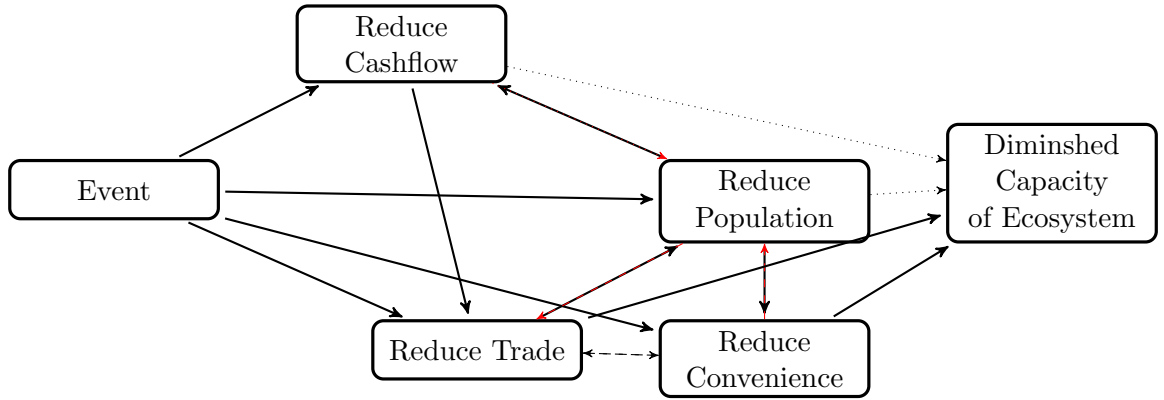 Reduce
Cashflow
Event
Reduce
Population
Diminshed
Capacity
of Ecosystem
Reduce Trade
Reduce
Convenience